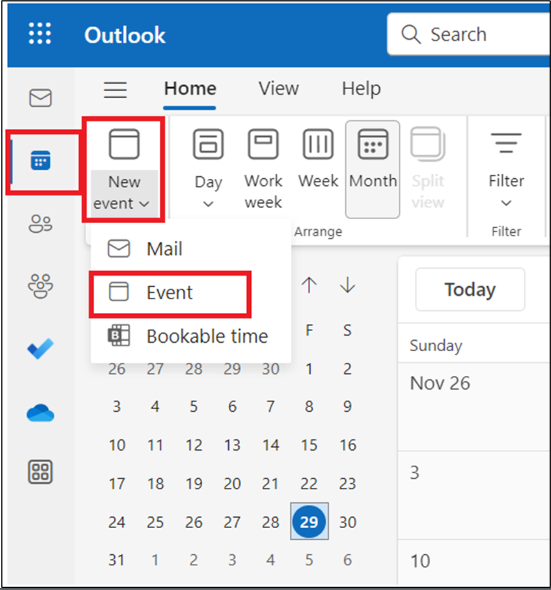 Outlook
Search
Home View Help
New event
Day
Work week
Week
Month
Split view
Filter
Arrange
Filter
Mail
Event
Bookable time
F S
26 27 28 29 30 1 2
3 4 5 6 7 8 9
10 11 12 13 14 15 16
17 18 19 20 21 22 23
24 25 26 27 28 29 30
31 1 2 3 4 5 6
Today
Sunday
Nov 26
3
10